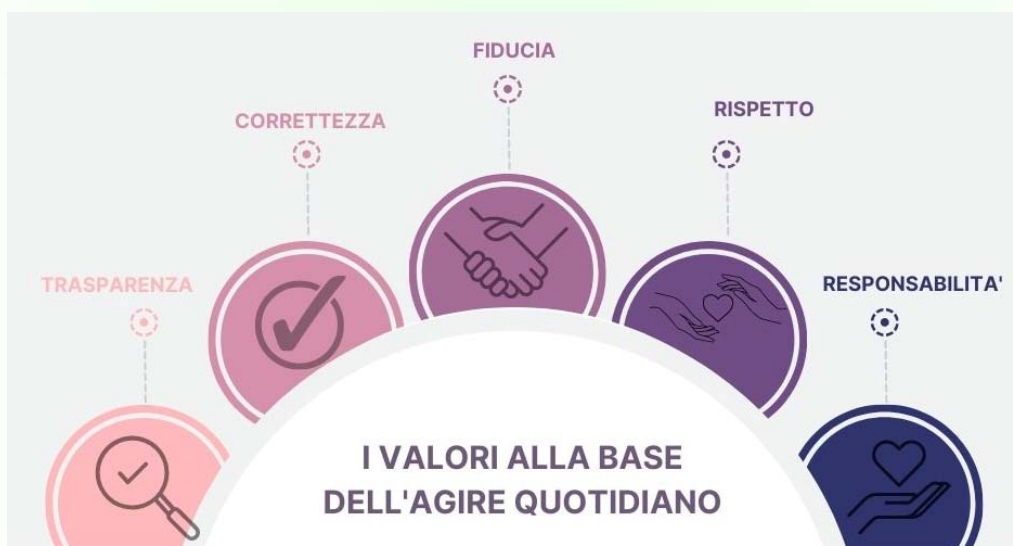 FIDUCIA
RISPETTO
CORRETTEZZA
TRASPARENZA
RESPONSABILITA'
I VALORI ALLA BASE
DELL'AGIRE QUOTIDIANO